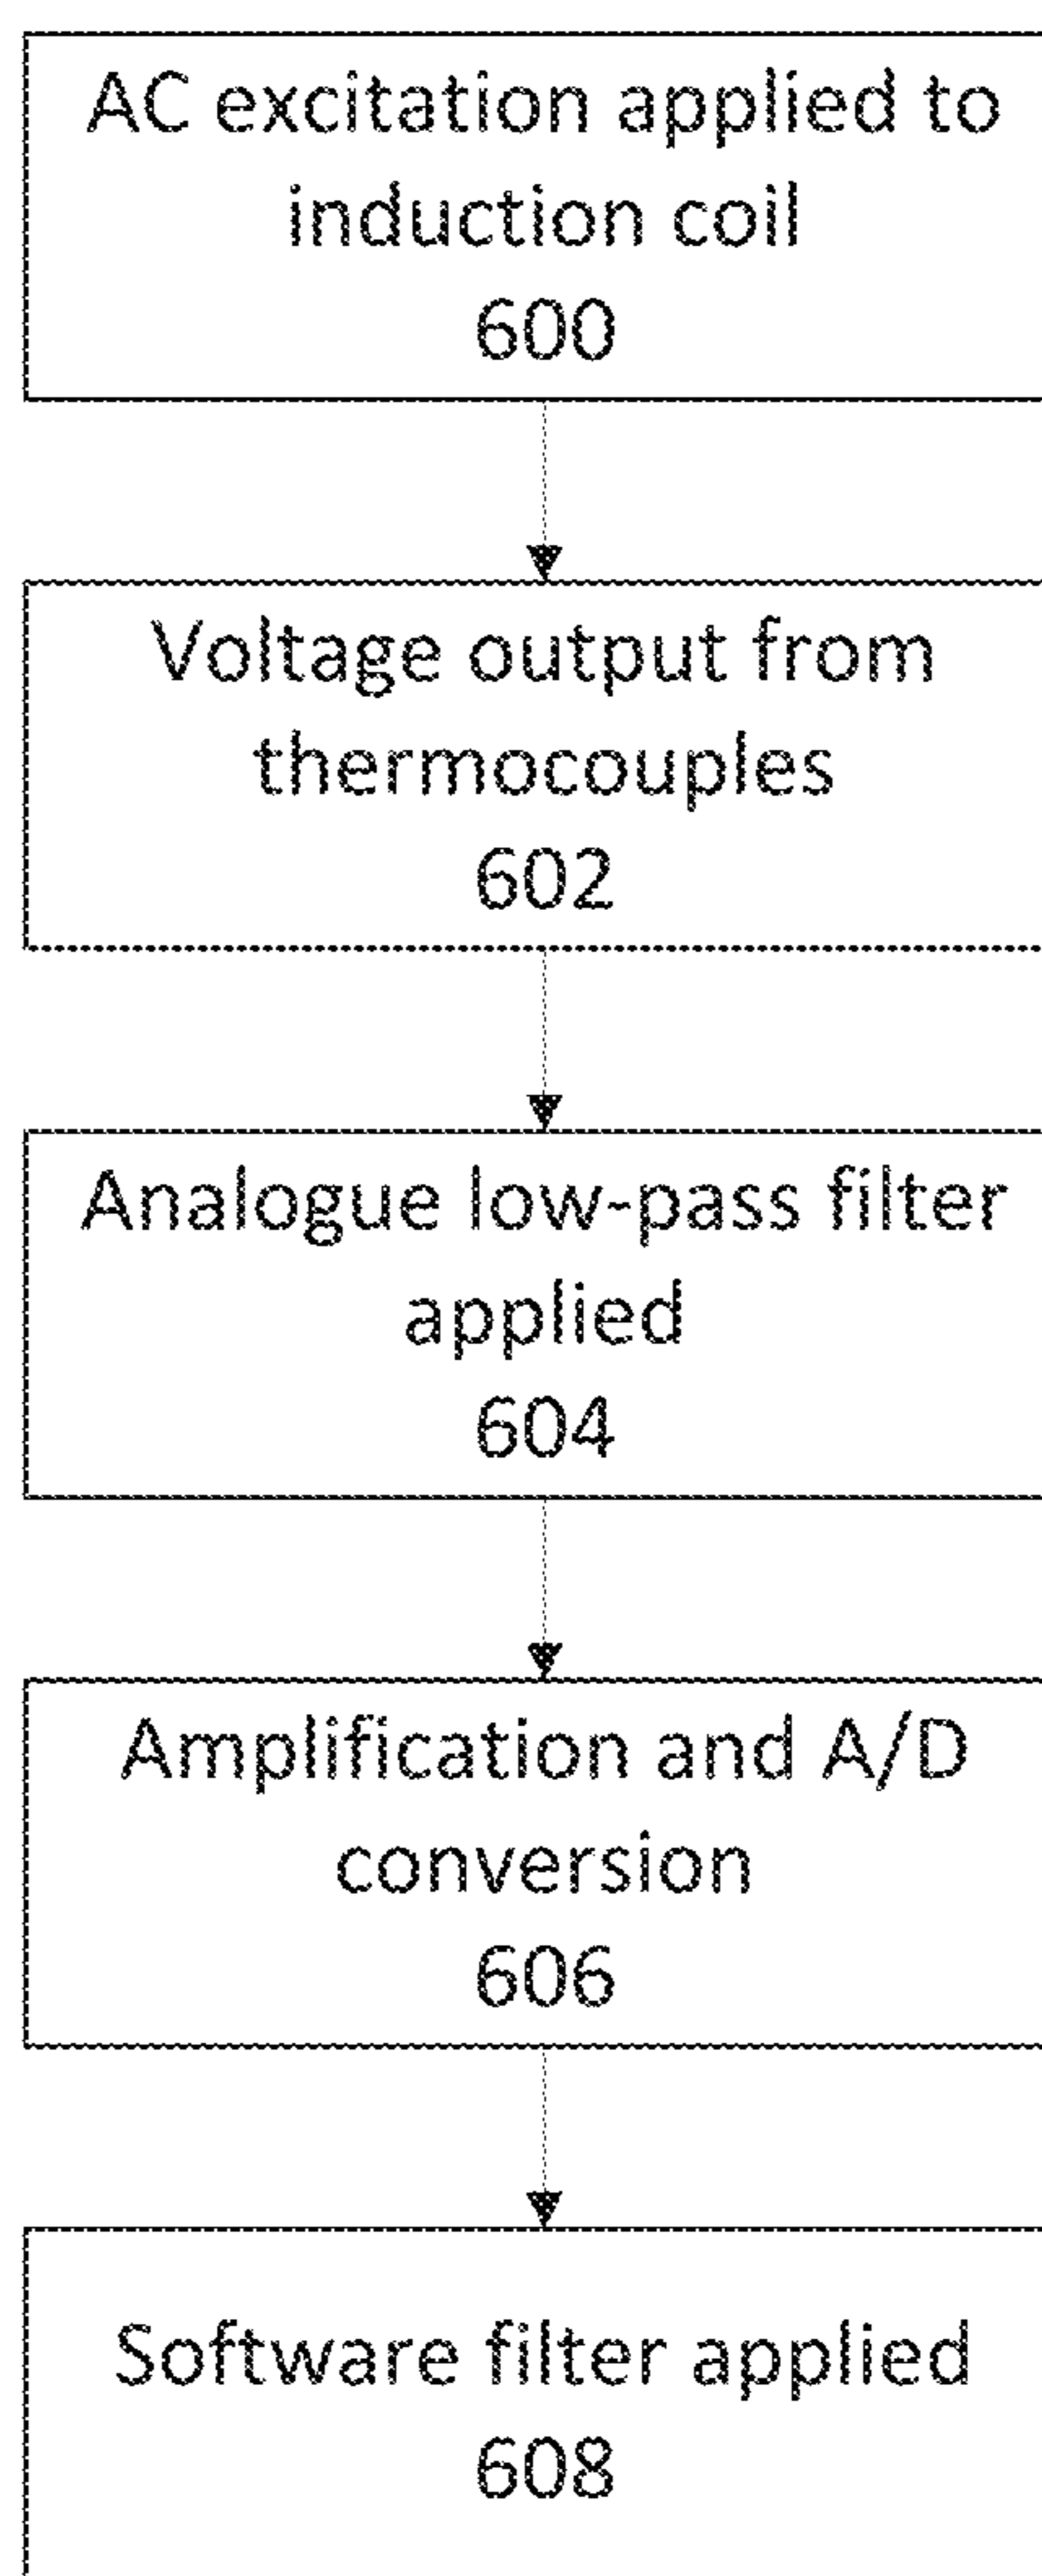 AC excitation applied to
induction coil
600
Voltage output from
thermocouples
602
Analogue low-pass filter
applied
604
Amplification and A/D
conversion
606
Software filter applied
608